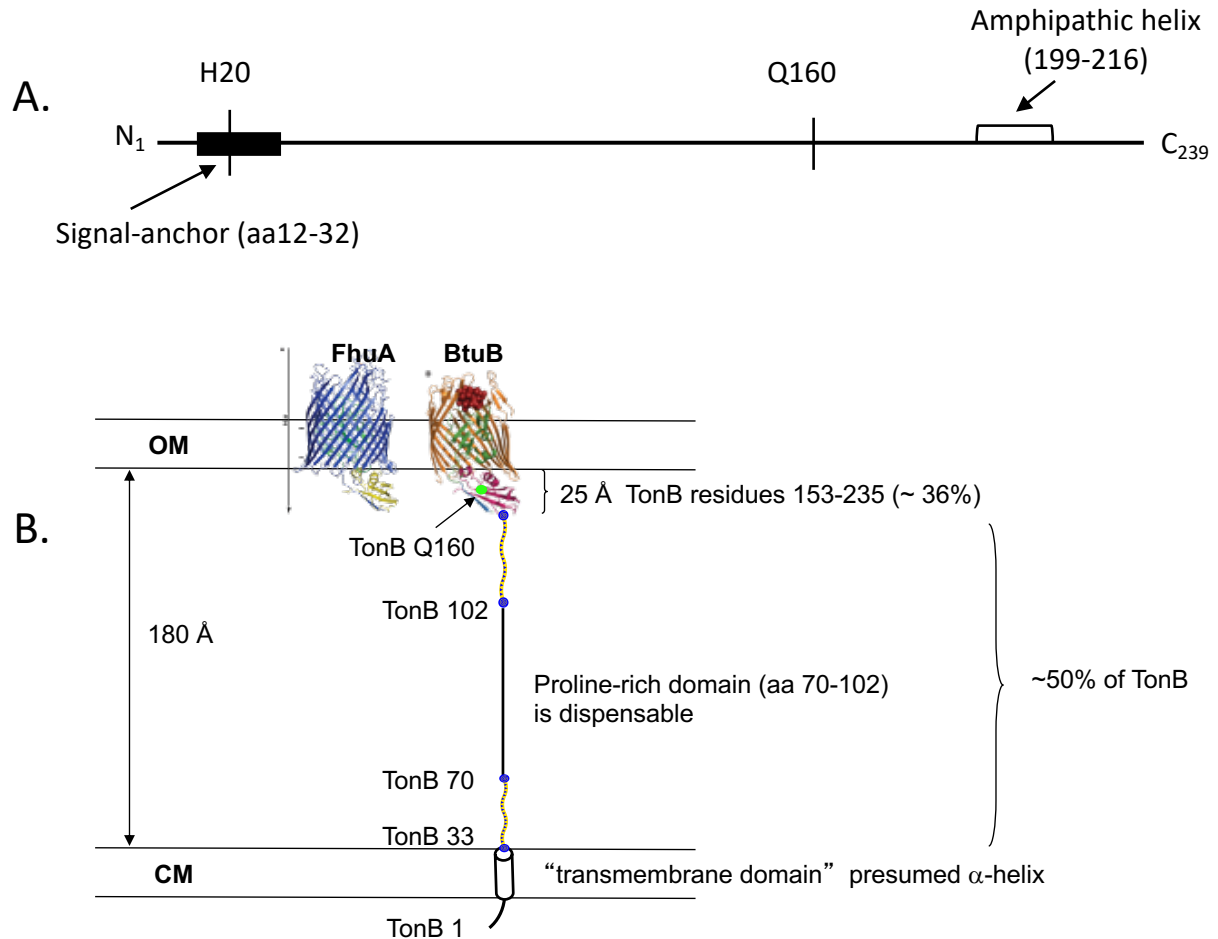 A.
H20
Q160
Amphipathic helix
(199-216)
N1
C239
Signal-anchor (aa12-32)
B.
FhuA
BtuB
OM
25 Å TonB residues 153-235 (~ 36%)
TonB Q160
TonB 102
180 Å
Proline-rich domain (aa 70-102)
is dispensable
~50% of TonB
TonB 70
TonB 33
CM
“transmembrane domain” presumed α-helix
TonB 1